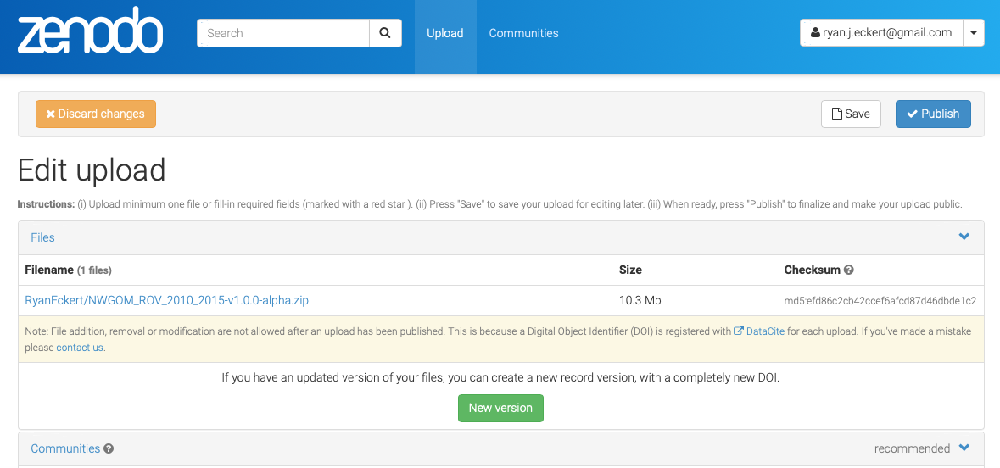 zenodo
Search
Upload
Communities
ryan.j.eckert@gmail.com
Discard changes
Save
Publish
Edit upload
Instructions: (i) Upload minimum one file or fill-in required fields (marked with a red star ). (ii) Press "Save" to save your upload for editing later. (iii) When ready, press "Publish" to finalize and make your upload public.
Files
Filename (1 files) Size Checksum
RyanEckert/NWGOM_ROV_2010_2015-v1.0.0-alpha.zip 10.3 Mb md5:efd86c2cb42ccef6afcd87d46dbde1c2
Note: File addition, removal or modification are not allowed after an upload has been published. This is because a Digital Object Identifier (DOI) is registered with DataCite for each upload. If you've made a mistake
please contact us.
If you have an updated version of your files, you can create a new record version, with a completely new DOI.
New version
Communities recommended